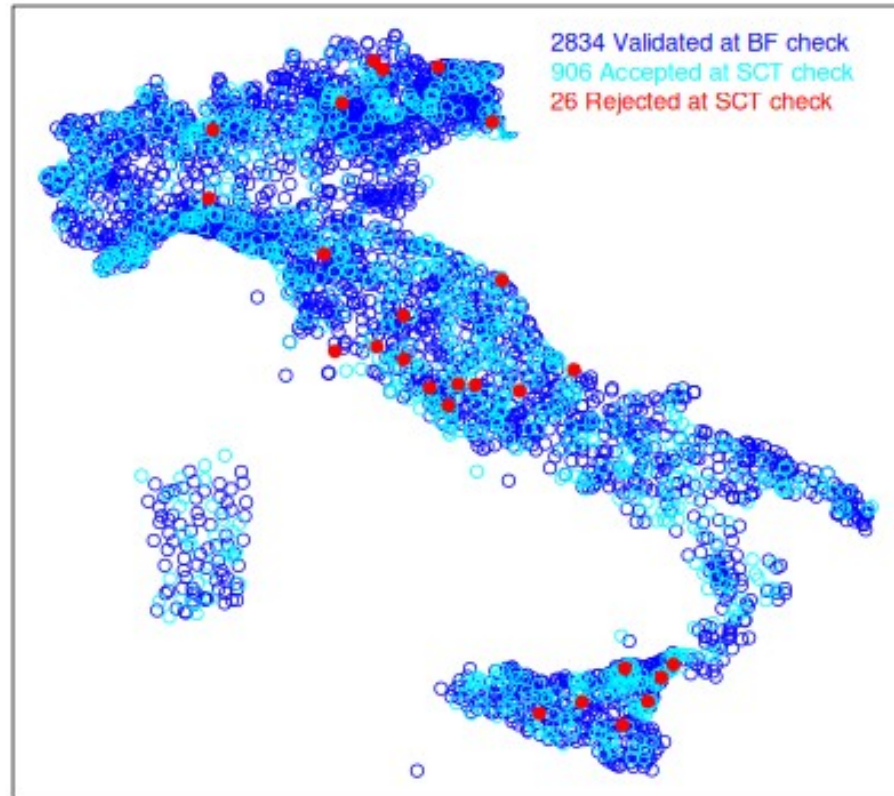 2834 Validated at BF check
906 Accepted at SCT check
26 Rejected at SCT check